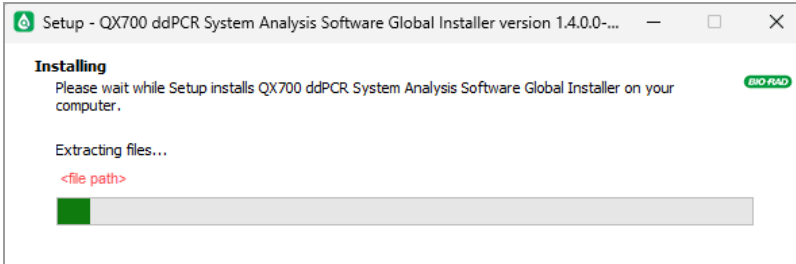 Setup - QX700 ddPCR System Analysis Software Global Installer version 1.4.0.0-...
Installing
Please wait while Setup installs QX700 ddPCR System Analysis Software Global Installer on your
computer.
BIO-RAD
Extracting files...
<file path>